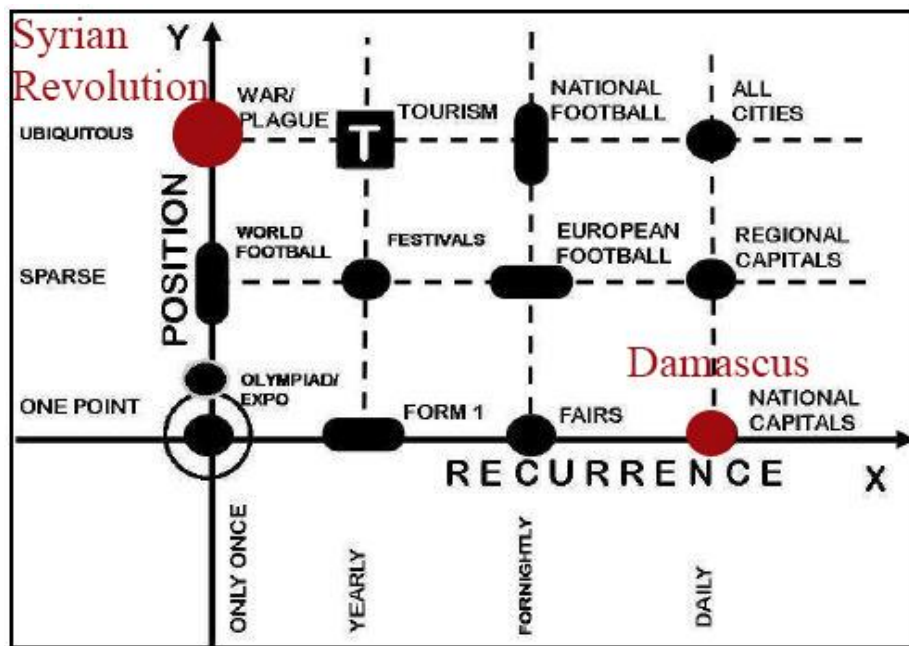 Syrian
Revolution
Y
WAR/
PLAGUE
T
TOURISM
NATIONAL
FOOTBALL
ALL
CITIES
UBIQUITOUS
POSITION
WORLD
FOOTBALL
FESTIVALS
EUROPEAN
FOOTBALL
REGIONAL
CAPITALS
SPARSE
Damascus
OLYMPIAD/
EXPO
ONE POINT
FORM 1
FAIRS
NATIONAL
CAPITALS
RECURRENCE
X
ONLY ONCE
YEARLY
FORNIGHTLY
DAILY